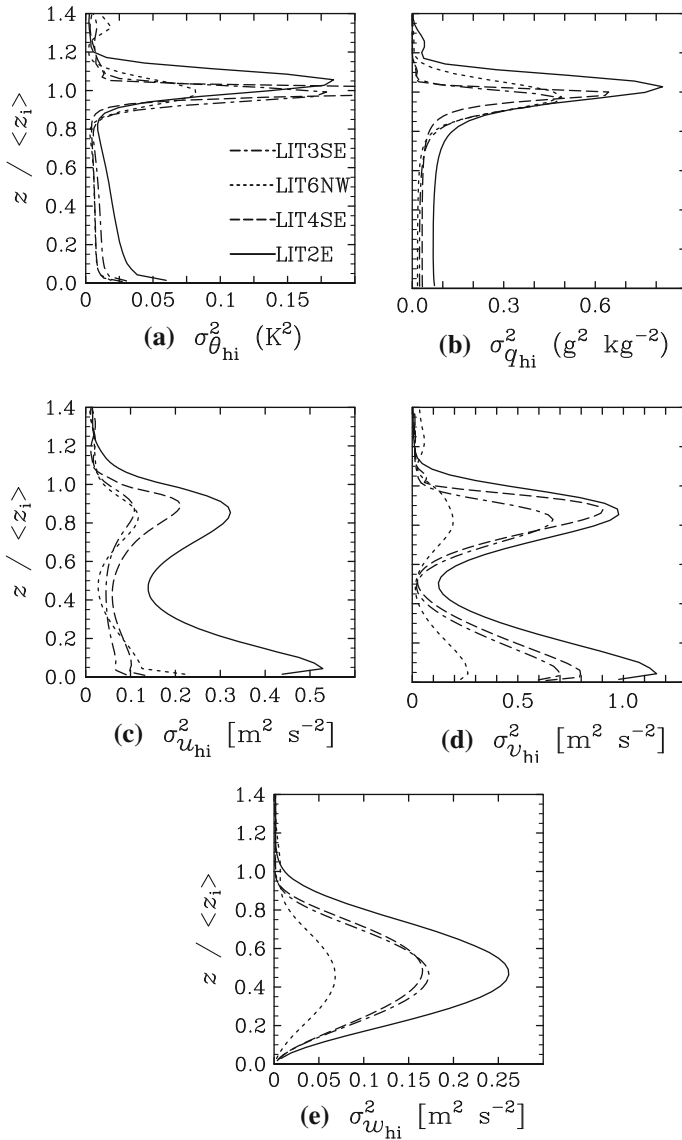 1.4
1.2
1.0
0.8
0.6
0.4
0.2
0.0
z / <z_i>
LIT3SE
LIT6NW
LIT4SE
LIT2E
0 0.05 0.1 0.15
(a) σ²_θ_hi (K²)
0.0 0.3 0.6
(b) σ²_q_hi (g² kg⁻²)
1.4
1.2
1.0
0.8
0.6
0.4
0.2
0.0
z / <z_i>
0 0.1 0.2 0.3 0.4 0.5
(c) σ²_u_hi [m² s⁻²]
0 0.5 1.0
(d) σ²_v_hi [m² s⁻²]
1.4
1.2
1.0
0.8
0.6
0.4
0.2
0.0
z / <z_i>
0 0.05 0.1 0.15 0.2 0.25
(e) σ²_w_hi [m² s⁻²]